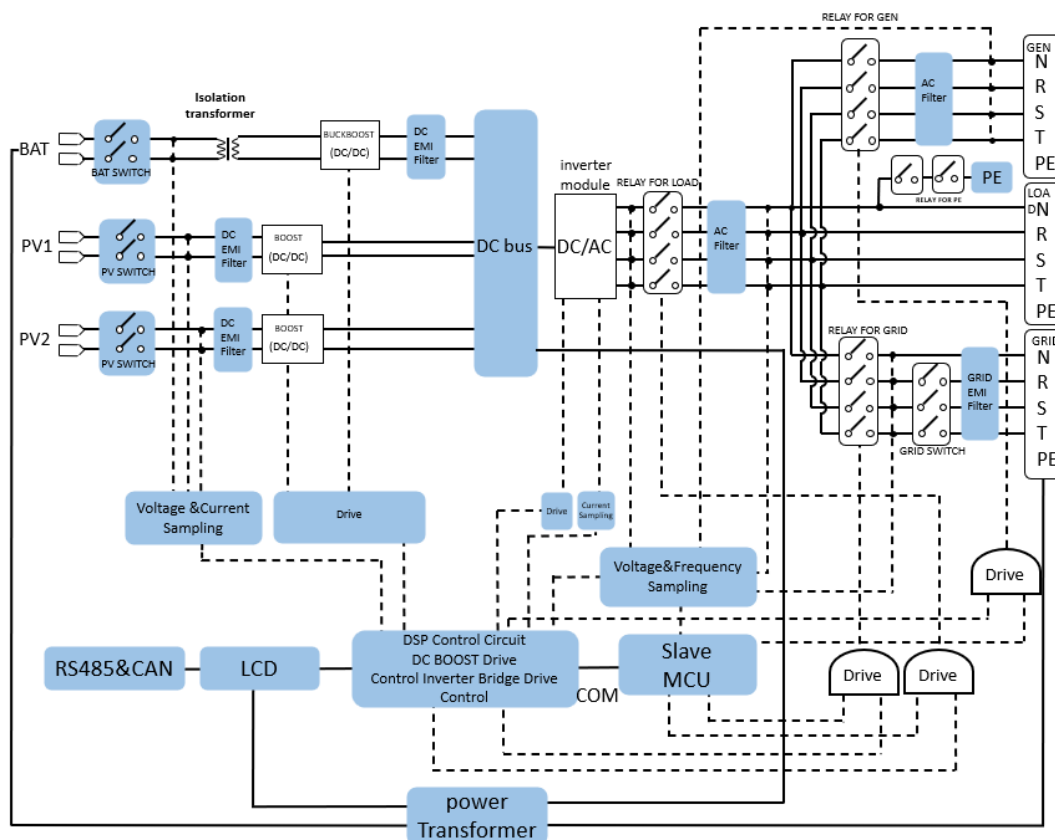 RELAY FOR GEN
GEN
N
R
S
T
PE
AC
Filter
Isolation
transformer
BAT
BAT SWITCH
BUCKBOOST
(DC/DC)
DC
EMI
Filter
DC bus
inverter
module
DC/AC
RELAY FOR LOAD
AC
Filter
RELAY FOR PE
PE
LOA
D
N
R
S
T
PE
PV1
PV SWITCH
DC
EMI
Filter
BOOST
(DC/DC)
PV2
PV SWITCH
DC
EMI
Filter
BOOST
(DC/DC)
RELAY FOR GRID
GRID SWITCH
GRID
EMI
Filter
GRID
N
R
S
T
PE
Voltage &Current
Sampling
Drive
Drive
Current
Sampling
Voltage&Frequency
Sampling
Drive
RS485&CAN
LCD
DSP Control Circuit
DC BOOST Drive
Control Inverter Bridge Drive
Control
COM
Slave
MCU
Drive
Drive
power
Transformer